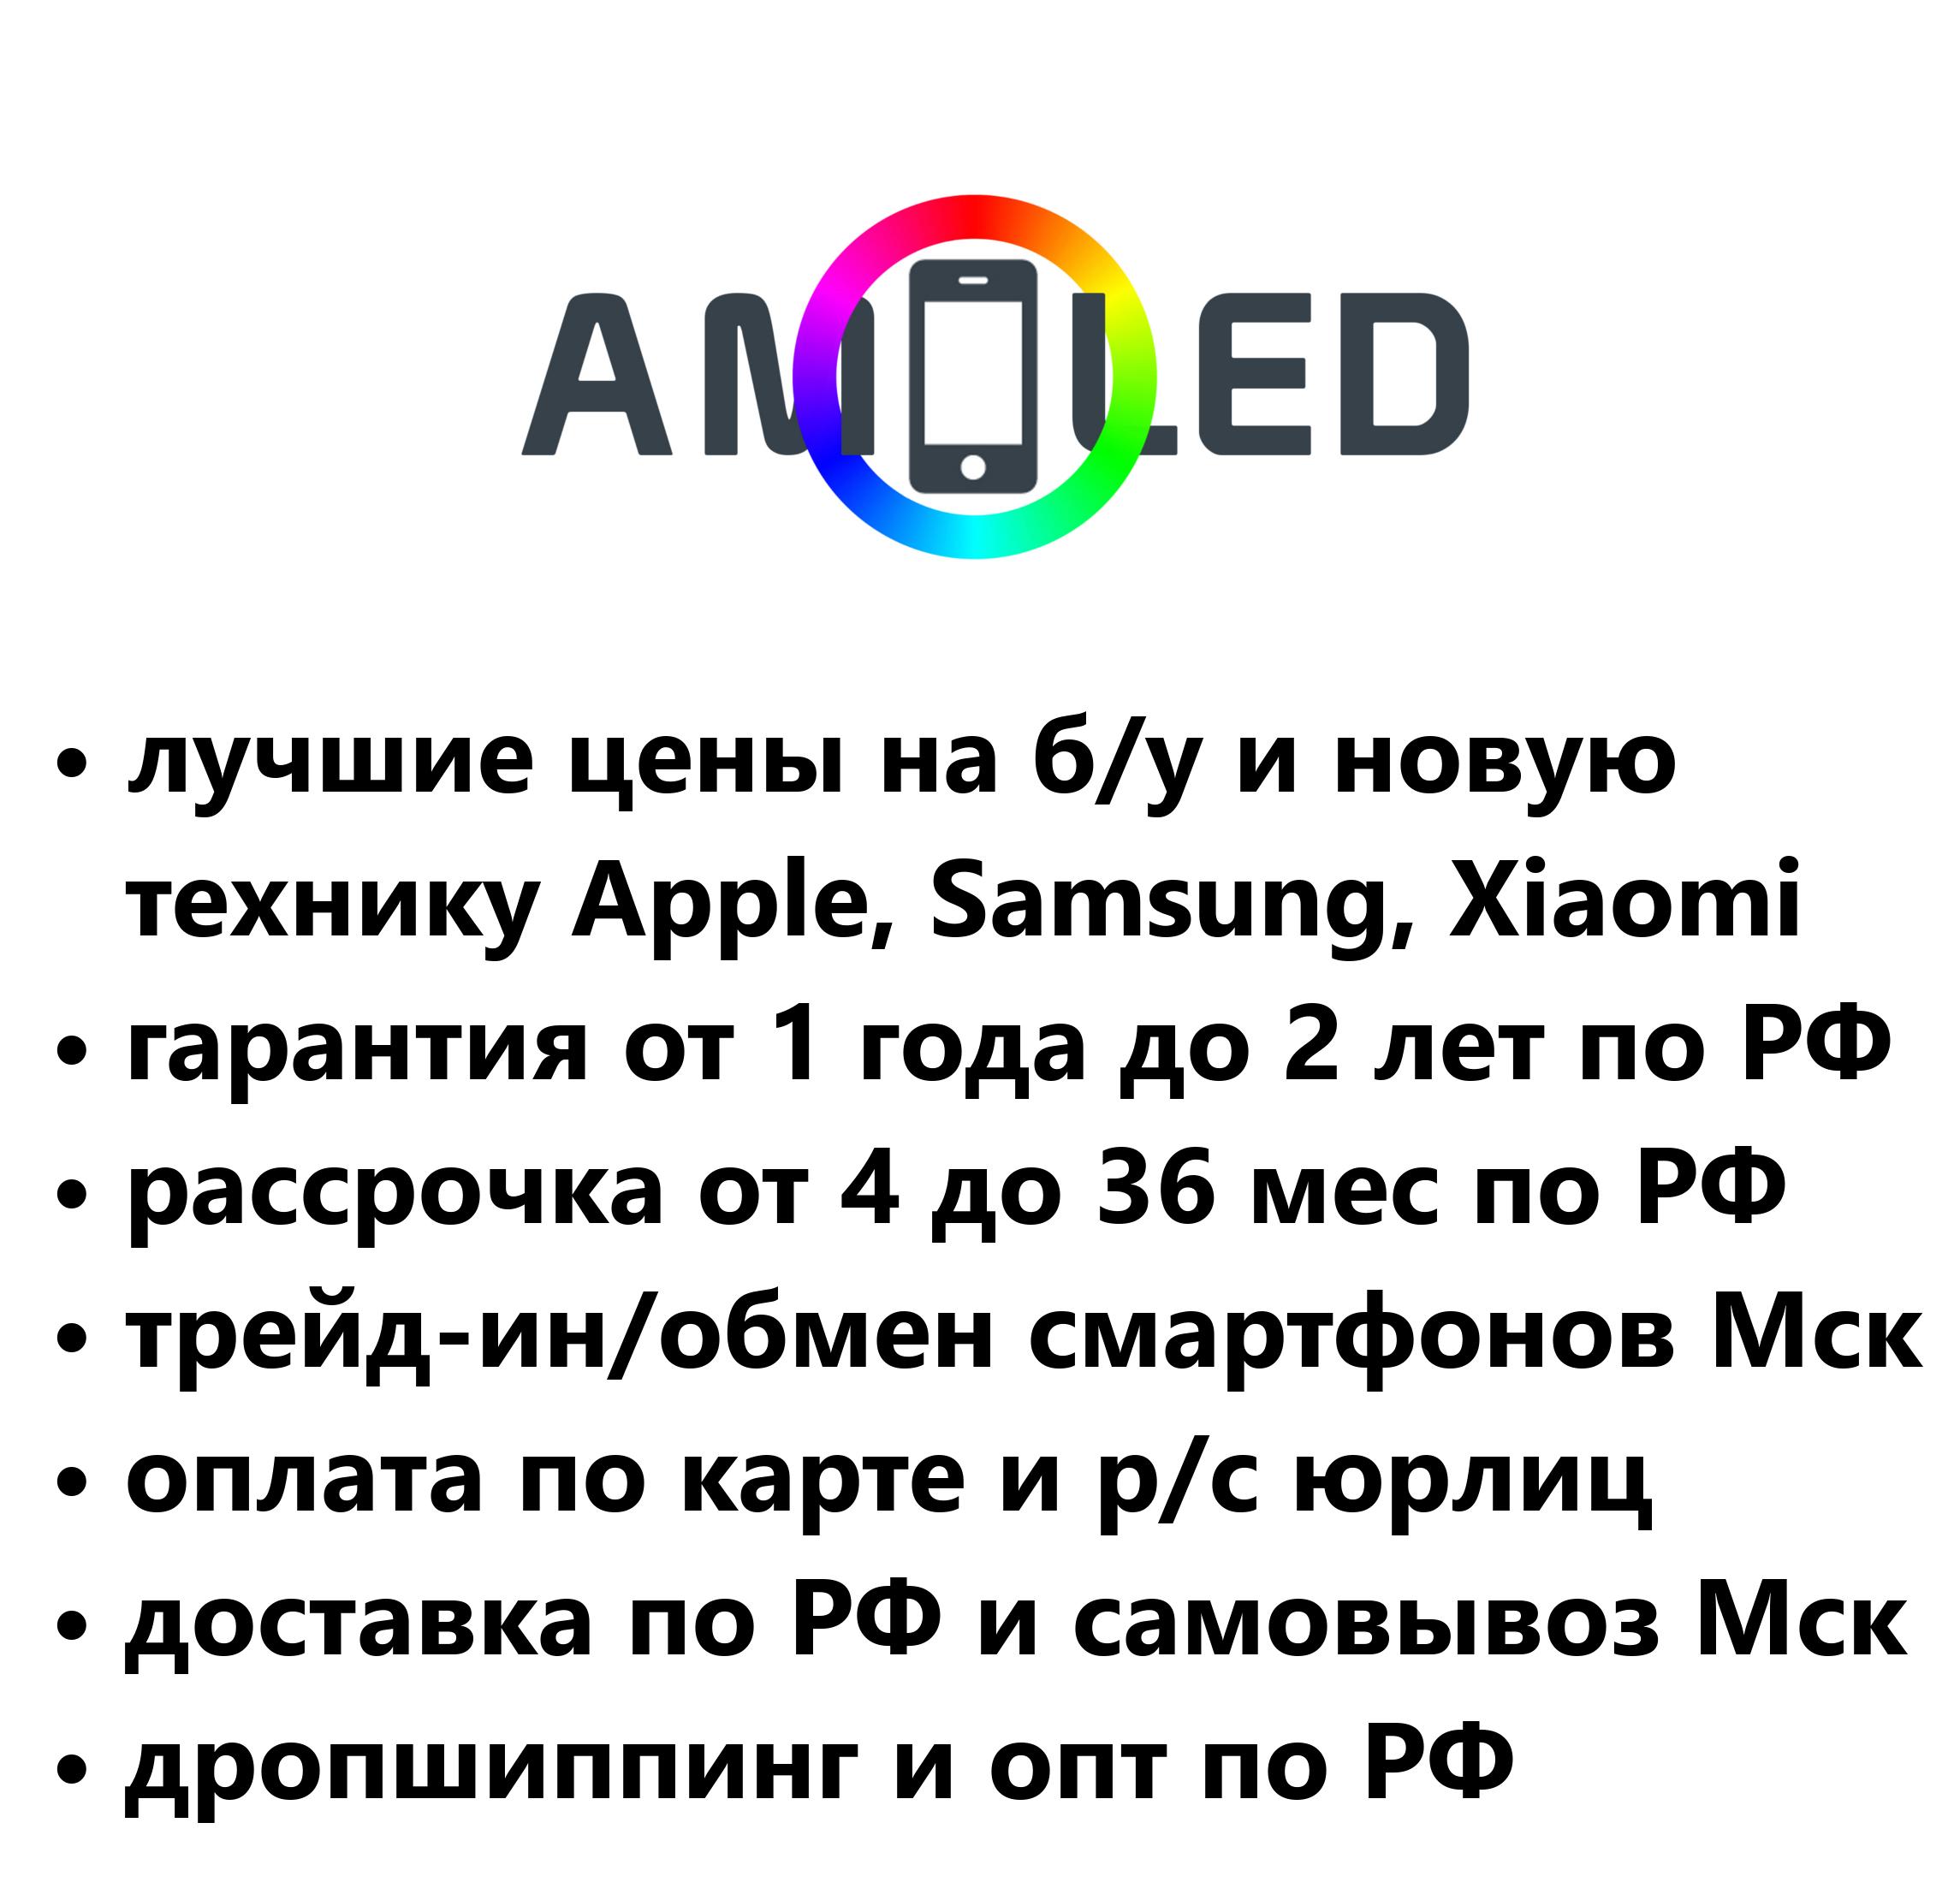 AMOLED
• лучшие цены на б/у и новую
технику Apple, Samsung, Xiaomi
• гарантия от 1 года до 2 лет по РФ
• рассрочка от 4 до 36 мес по РФ
• трейд-ин/обмен смартфонов Мск
• оплата по карте и р/с юрлиц
• доставка по РФ и самовывоз Мск
• дропшиппинг и опт по РФ